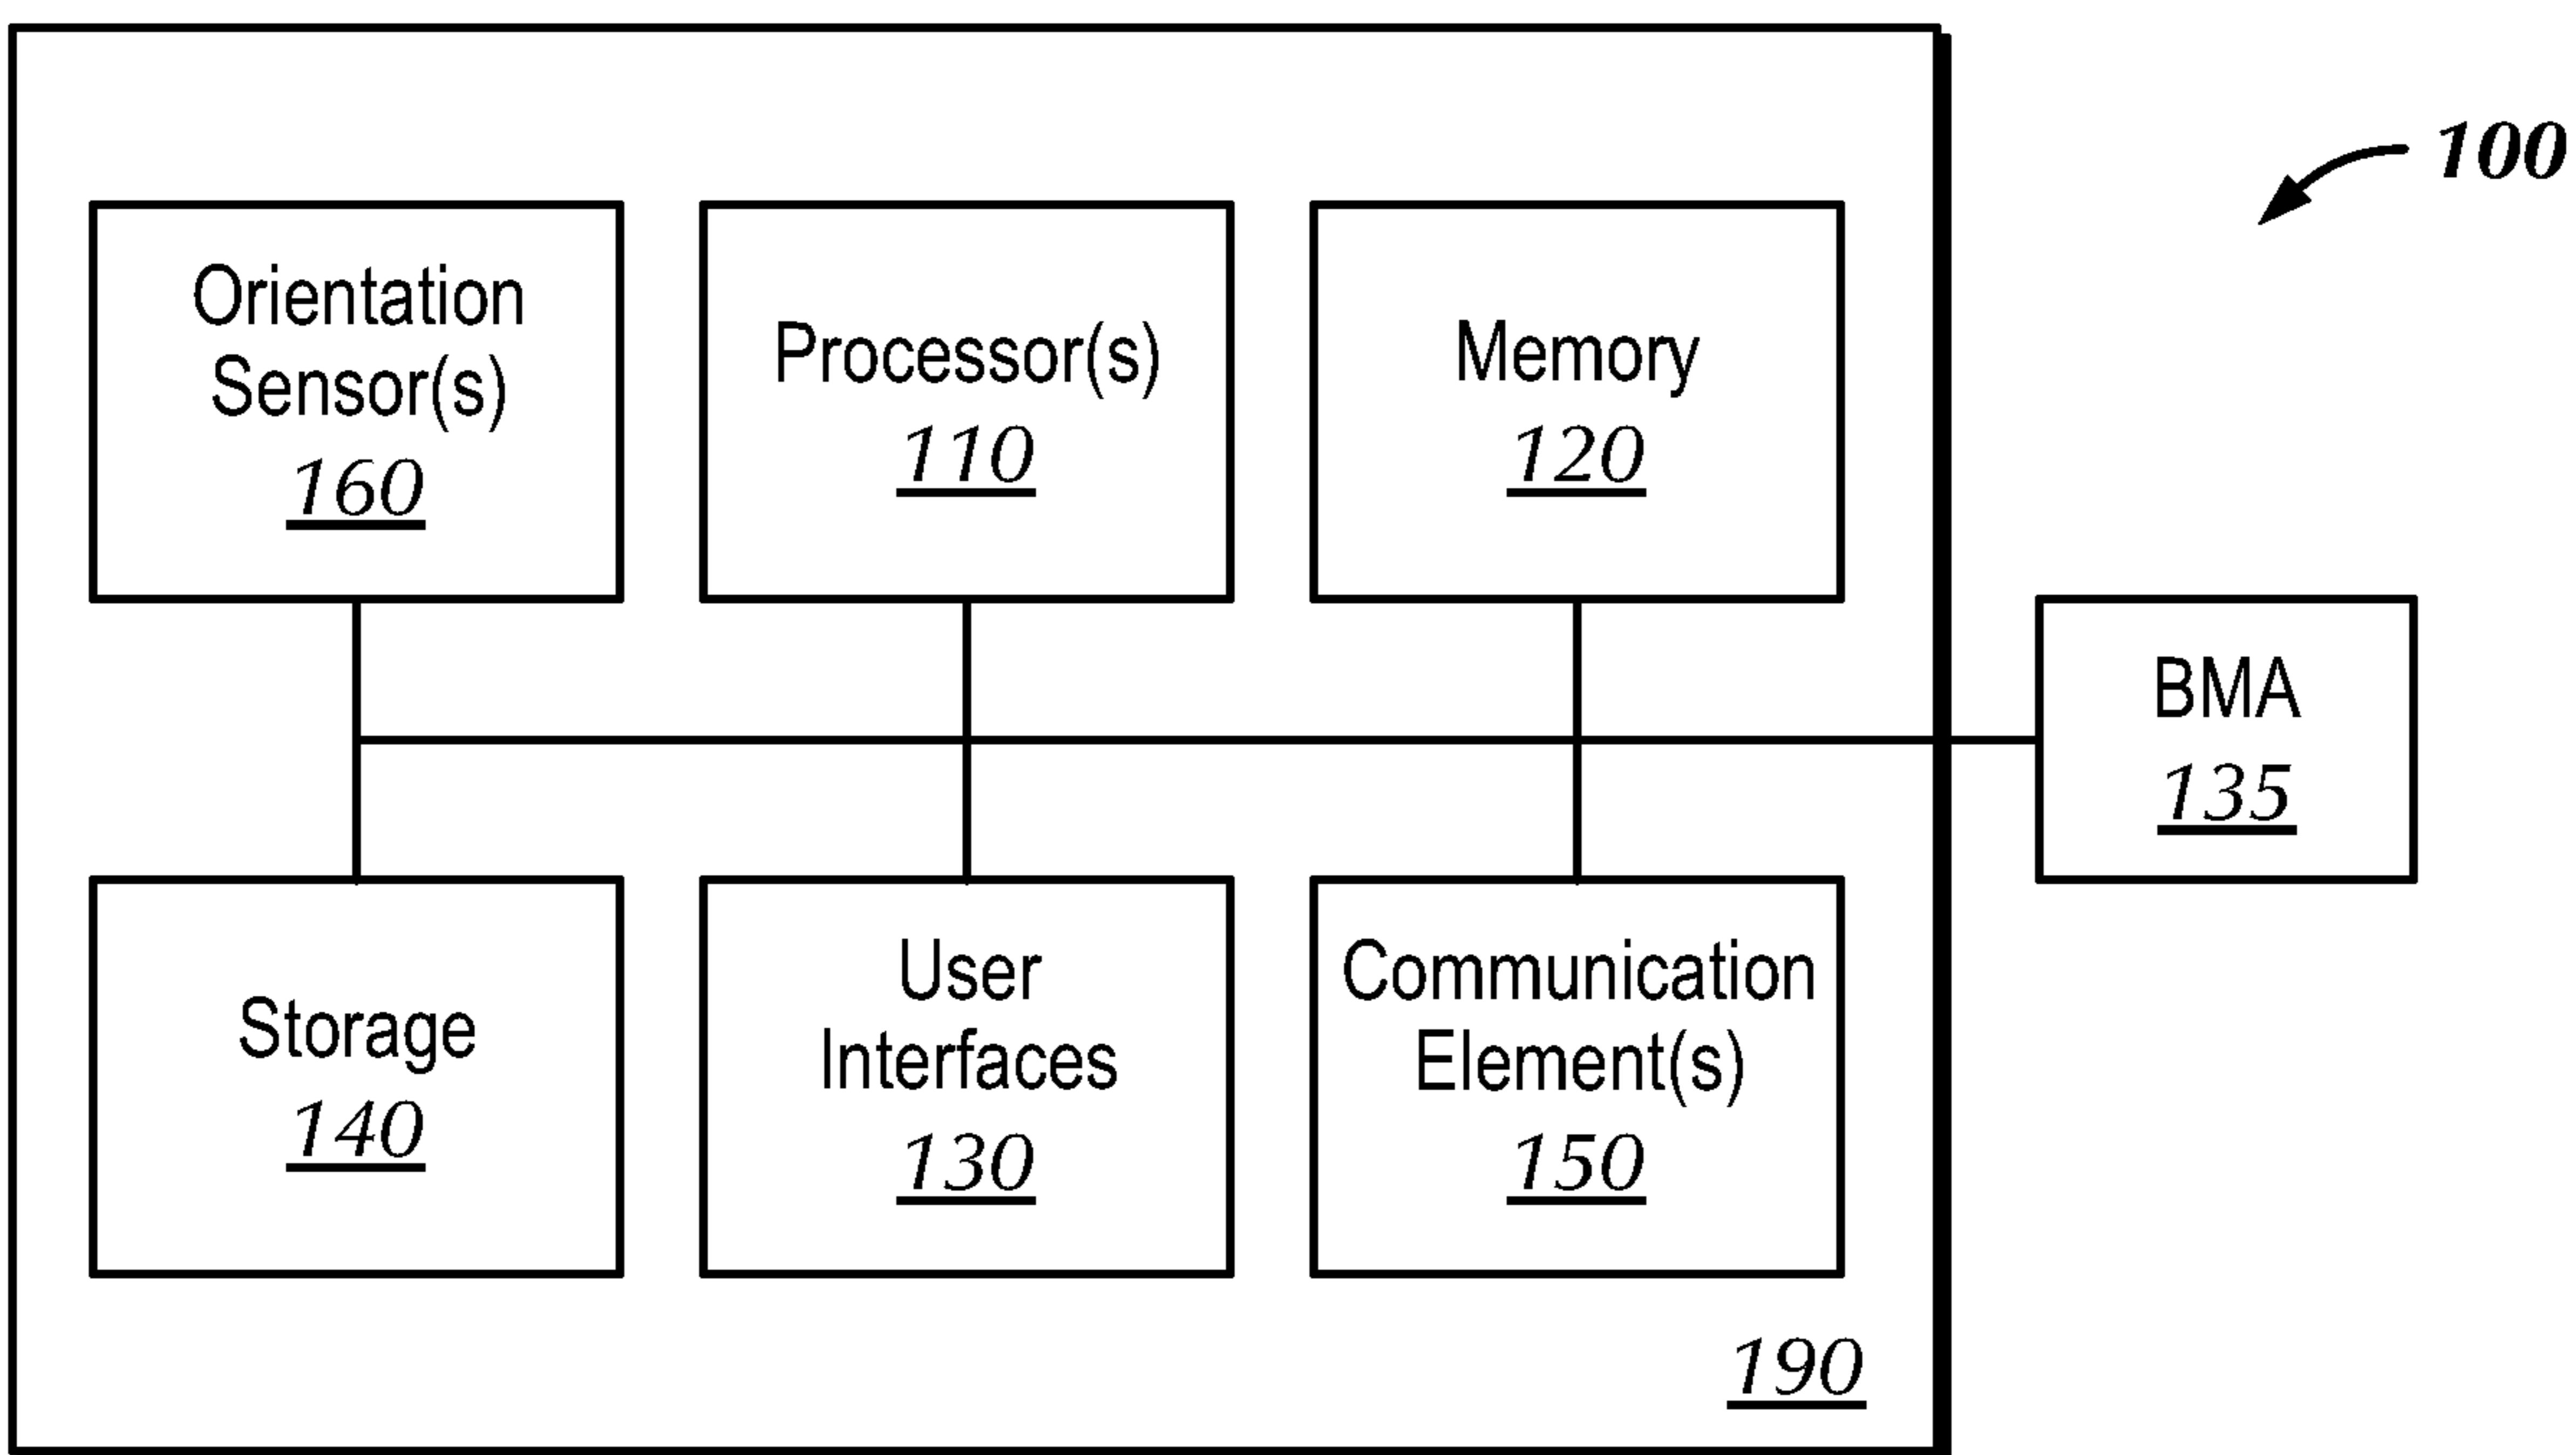 100
Orientation
Sensor(s)
160
Processor(s)
110
Memory
120
BMA
135
Storage
140
User
Interfaces
130
Communication
Element(s)
150
190